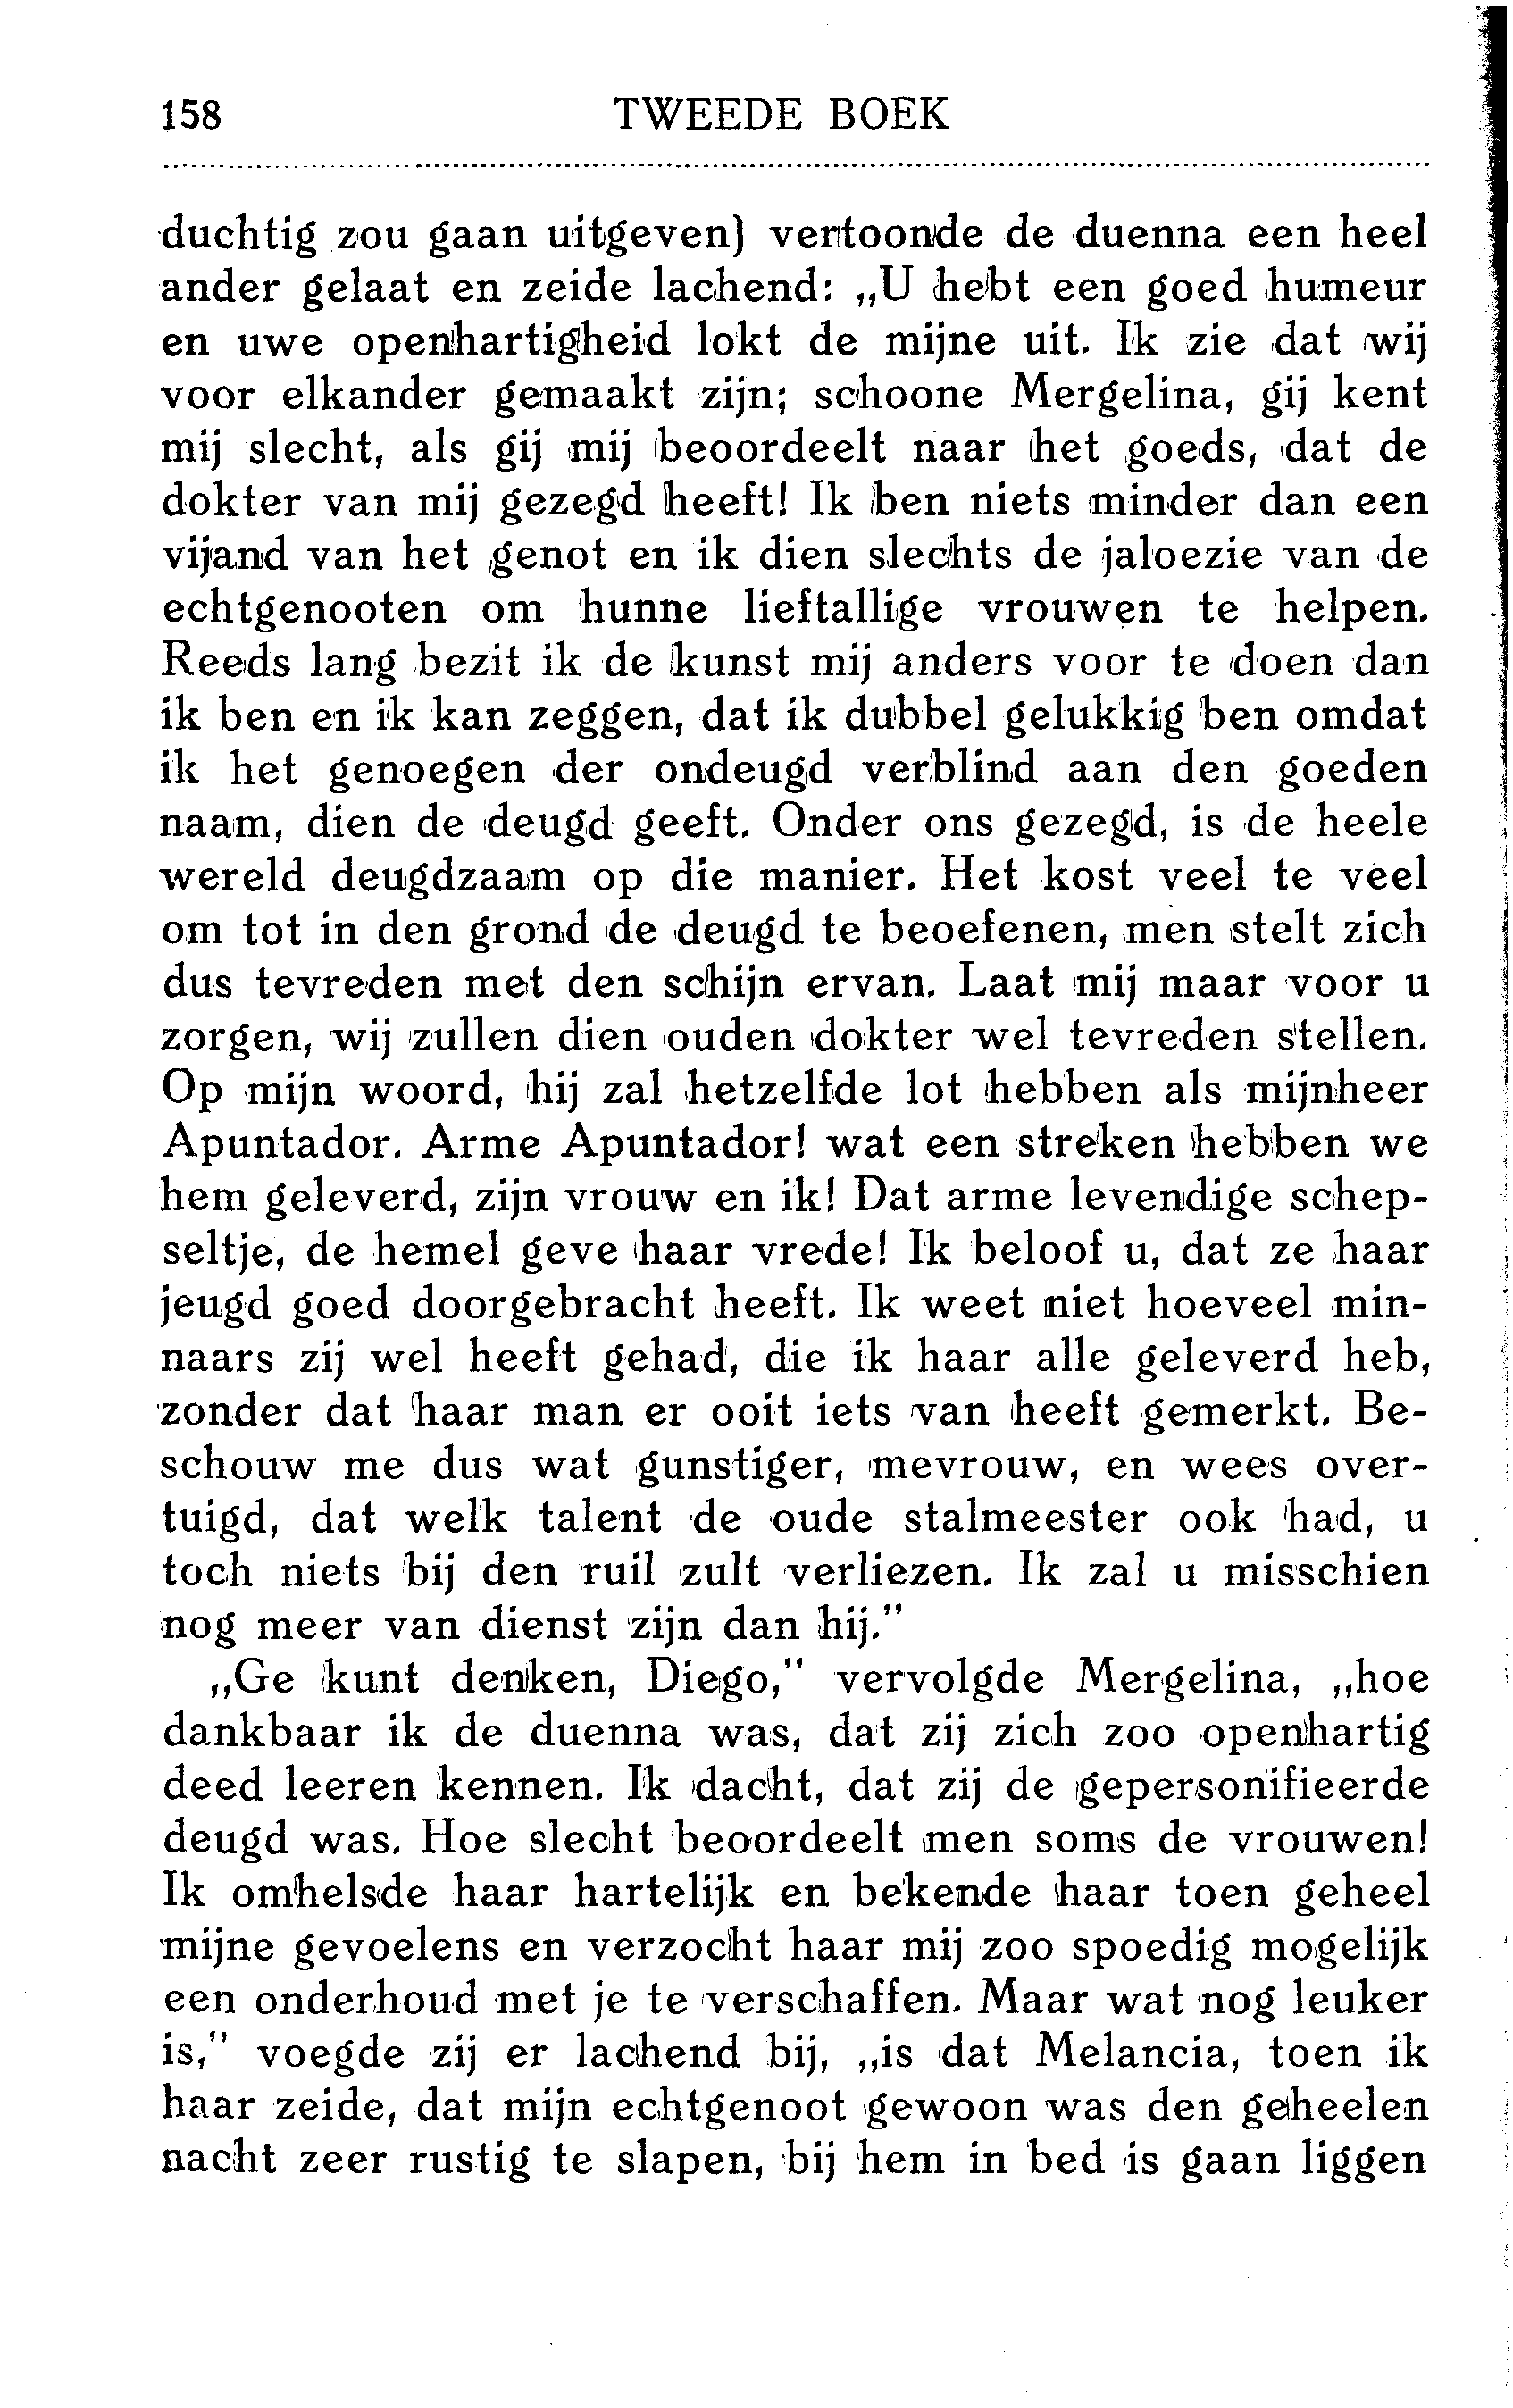 158 TWEEDE BOEK
duchtig zou gaan uitgeven) vertoonde de duenna een heel
ander gelaat en zeide lachend: „U hebt een goed humeur
en uwe openhartigheid lokt de mijne uit. Ik zie dat wij
voor elkander gemaakt zijn; schoone Mergelina, gij kent
mij slecht, als gij mij beoordeelt naar het goeds, dat de
dokter van mij gezegd heeft! Ik ben niets minder dan een
vijand van het genot en ik dien slechts de jaloezie van de
echtgenooten om hunne lieftallige vrouwen te helpen.
Reeds lang bezit ik de kunst mij anders voor te doen dan
ik ben en ik kan zeggen, dat ik dubbel gelukkig ben omdat
ik het genoegen der ondeugd verblind aan den goeden
naam, dien de deugd geeft. Onder ons gezegd, is de heele
wereld deugdzaam op die manier. Het kost veel te veel
om tot in den grond de deugd te beoefenen, men stelt zich
dus tevreden met den schijn ervan. Laat mij maar voor u
zorgen, wij zullen dien ouden dokter wel tevreden stellen.
Op mijn woord, hij zal hetzelfde lot hebben als mijnheer
Apuntador. Arme Apuntador! wat een streken hebben we
hem geleverd, zijn vrouw en ik! Dat arme levendige schep-
seltje, de hemel geve haar vrede! Ik beloof u, dat ze haar
jeugd goed doorgebracht heeft. Ik weet niet hoeveel min-
naars zij wel heeft gehad, die ik haar alle geleverd heb,
zonder dat haar man er ooit iets van heeft gemerkt. Be-
schouw me dus wat gunstiger, mevrouw, en wees over-
tuigd, dat welk talent de oude stalmeester ook had, u
toch niets bij den ruil zult verliezen. Ik zal u misschien
nog meer van dienst zijn dan hij."
„Ge kunt denken, Diego," vervolgde Mergelina, „hoe
dankbaar ik de duenna was, dat zij zich zoo openhartig
deed leeren kennen. Ik dacht, dat zij de gepersonifieerde
deugd was. Hoe slecht beoordeelt men soms de vrouwen!
Ik omhelsde haar hartelijk en bekende haar toen geheel
mijne gevoelens en verzocht haar mij zoo spoedig mogelijk
een onderhoud met je te verschaffen. Maar wat nog leuker
is," voegde zij er lachend bij, „is dat Melancia, toen ik
haar zeide, dat mijn echtgenoot gewoon was den geheelen
nacht zeer rustig te slapen, bij hem in bed is gaan liggen